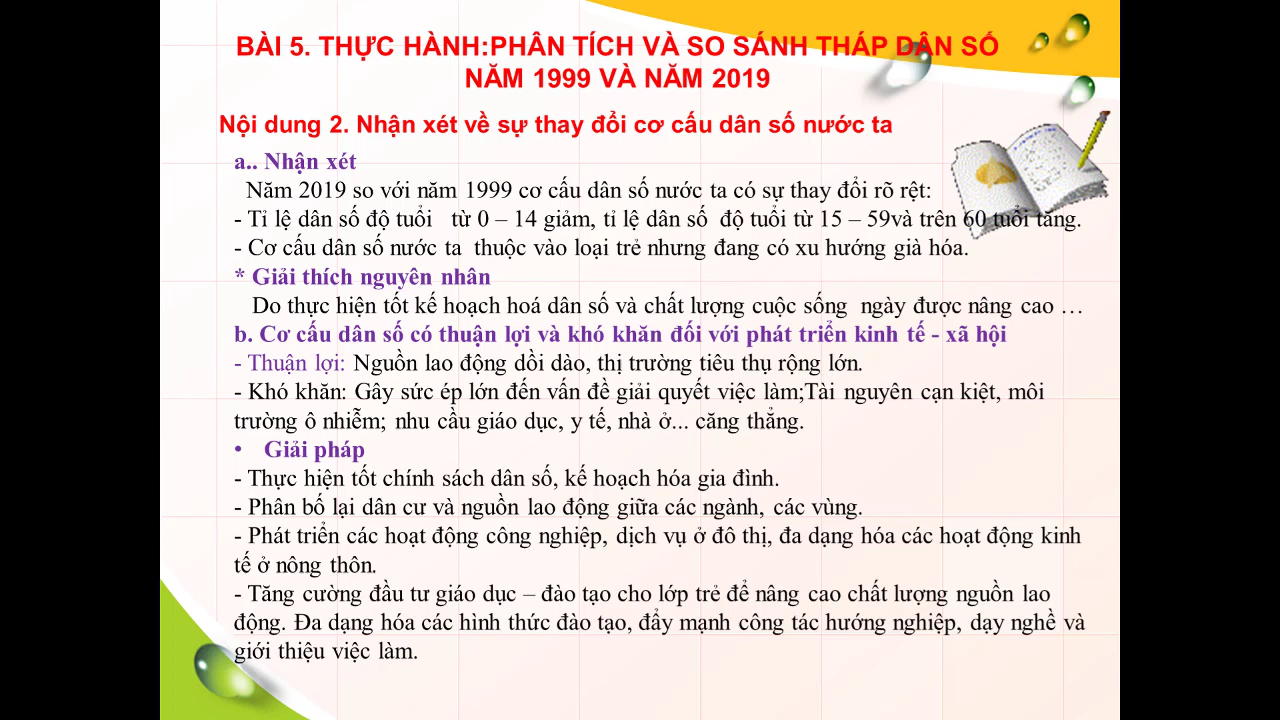 BÀI 5. THỰC HÀNH:PHÂN TÍCH VÀ SO SÁNH THÁP DÂN SỐ
NĂM 1999 VÀ NĂM 2019
Nội dung 2. Nhận xét về sự thay đổi cơ cấu dân số nước ta
a.. Nhận xét
Năm 2019 so với năm 1999 cơ cấu dân số nước ta có sự thay đổi rõ rệt:
- Tỉ lệ dân số độ tuổi từ 0 – 14 giảm, tỉ lệ dân số độ tuổi từ 15 – 59và trên 60 tuổi tăng.
- Cơ cấu dân số nước ta thuộc vào loại trẻ nhưng đang có xu hướng già hóa.
* Giải thích nguyên nhân
Do thực hiện tốt kế hoạch hoá dân số và chất lượng cuộc sống ngày được nâng cao …
b. Cơ cấu dân số có thuận lợi và khó khăn đối với phát triển kinh tế - xã hội
- Thuận lợi: Nguồn lao động dồi dào, thị trường tiêu thụ rộng lớn.
- Khó khăn: Gây sức ép lớn đến vấn đề giải quyết việc làm;Tài nguyên cạn kiệt, môi
trường ô nhiễm; nhu cầu giáo dục, y tế, nhà ở... căng thẳng.
• Giải pháp
- Thực hiện tốt chính sách dân số, kế hoạch hóa gia đình.
- Phân bố lại dân cư và nguồn lao động giữa các ngành, các vùng.
- Phát triển các hoạt động công nghiệp, dịch vụ ở đô thị, đa dạng hóa các hoạt động kinh
tế ở nông thôn.
- Tăng cường đầu tư giáo dục – đào tạo cho lớp trẻ để nâng cao chất lượng nguồn lao
động. Đa dạng hóa các hình thức đào tạo, đẩy mạnh công tác hướng nghiệp, dạy nghề và
giới thiệu việc làm.